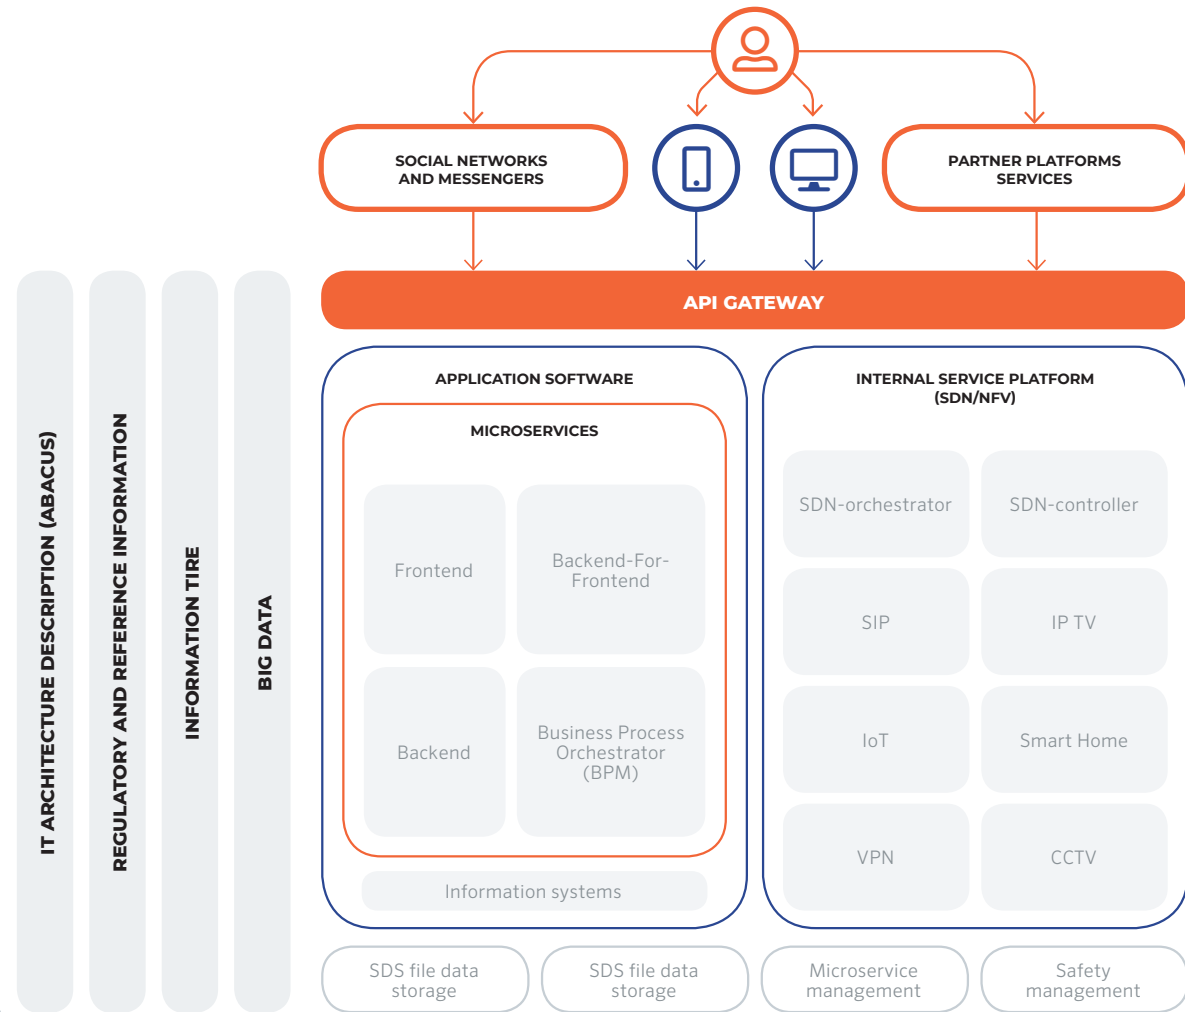 SOCIAL NETWORKS
AND MESSENGERS
PARTNER PLATFORMS
SERVICES
API GATEWAY
IT ARCHITECTURE DESCRIPTION (ABACUS)
REGULATORY AND REFERENCE INFORMATION
INFORMATION TIRE
BIG DATA
APPLICATION SOFTWARE
MICROSERVICES
Frontend
Backend-For-
Frontend
Backend
Business Process
Orchestrator
(BPM)
Information systems
INTERNAL SERVICE PLATFORM
(SDN/NFV)
SDN-orchestrator
SDN-controller
SIP
IP TV
IoT
Smart Home
VPN
CCTV
SDS file data
storage
SDS file data
storage
Microservice
management
Safety
management